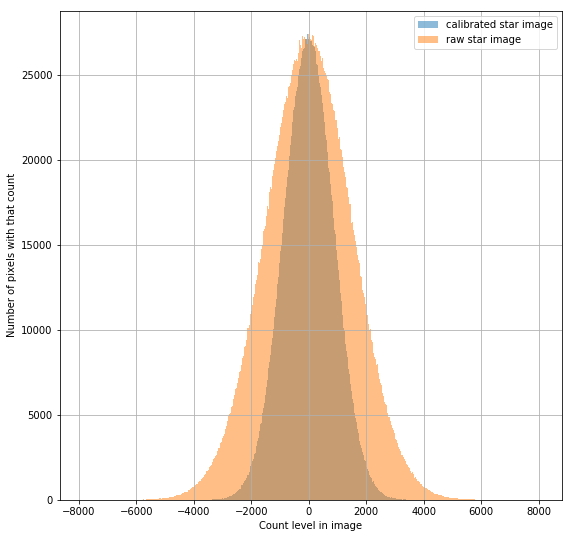 calibrated star image
raw star image
Number of pixels with that count
25000
20000
15000
10000
5000
0
−8000 −6000 −4000 −2000 0 2000 4000 6000 8000
Count level in image